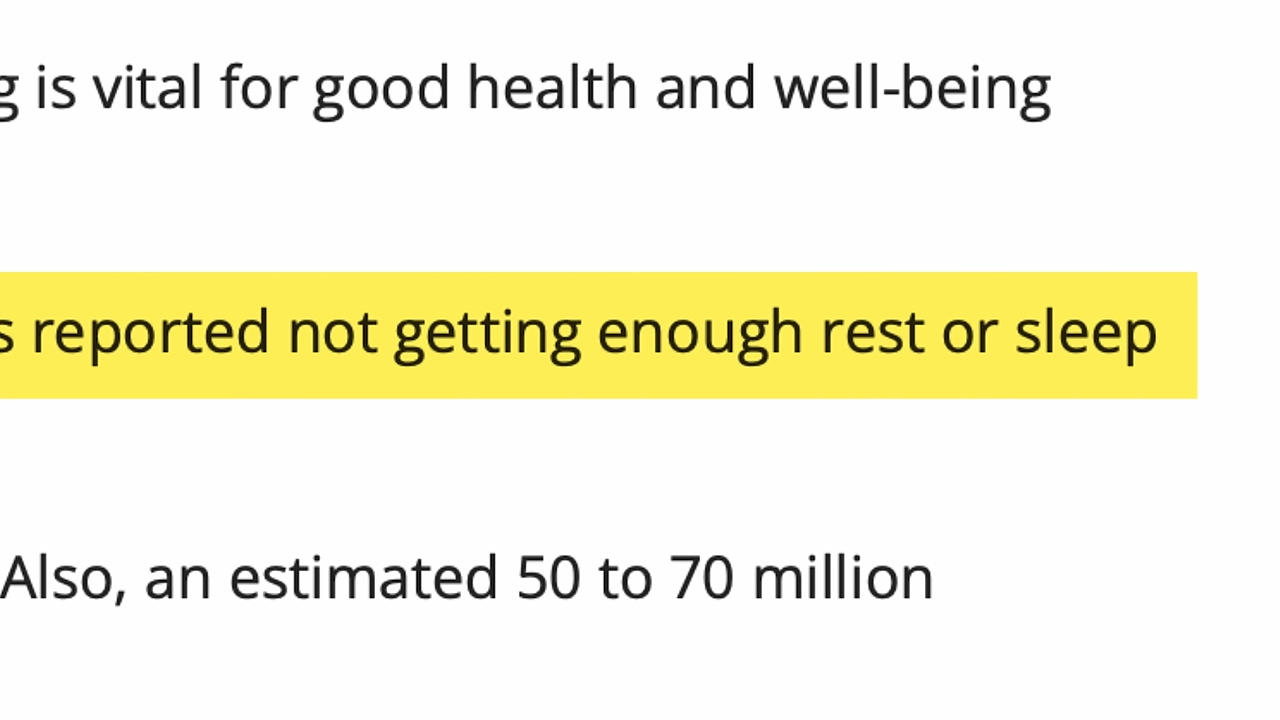 g is vital for good health and well-being
s reported not getting enough rest or sleep
Also, an estimated 50 to 70 million